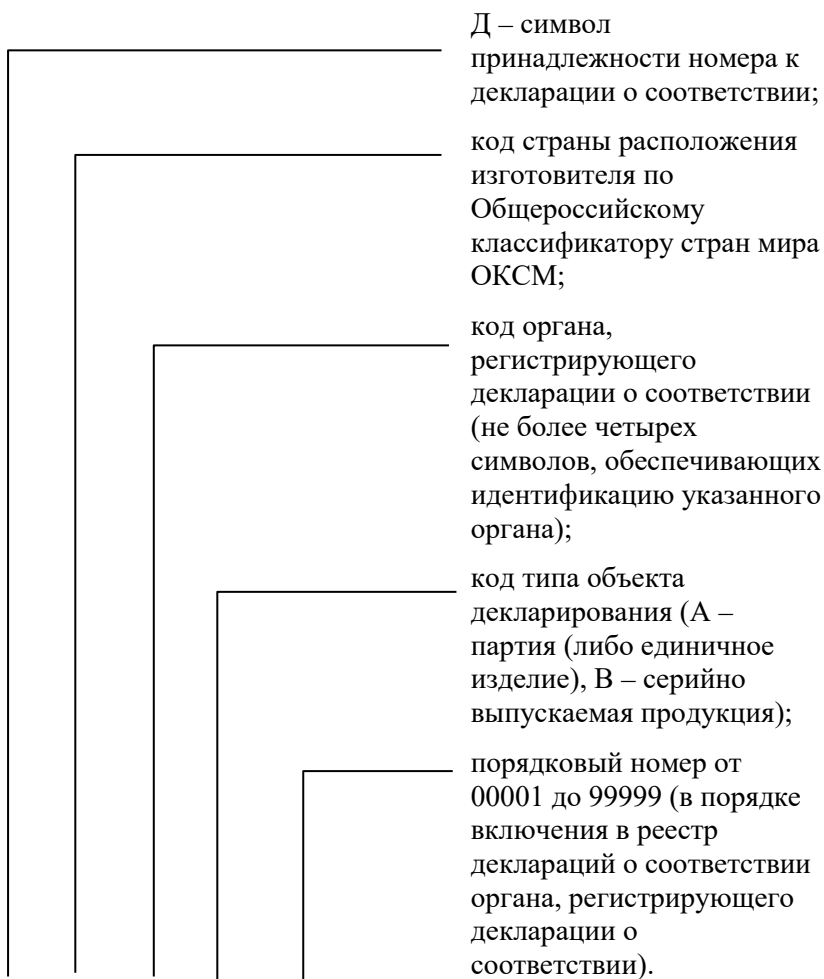 Д – символ
принадлежности номера к
декларации о соответствии;
код страны расположения
изготовителя по
Общероссийскому
классификатору стран мира
ОКСМ;
код органа,
регистрирующего
декларации о соответствии
(не более четырех
символов, обеспечивающих
идентификацию указанного
органа);
код типа объекта
декларирования (А –
партия (либо единичное
изделие), В – серийно
выпускаемая продукция);
порядковый номер от
00001 до 99999 (в порядке
включения в реестр
деклараций о соответствии
органа, регистрирующего
декларации о
соответствии).